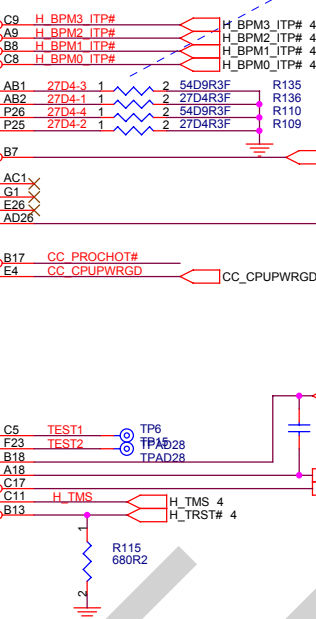 C9 H_BPM3_ITP# H_BPM3_ITP# 4
A9 H_BPM2_ITP# H_BPM2_ITP# 4
B8 H_BPM1_ITP# H_BPM1_ITP# 4
C8 H_BPM0_ITP# H_BPM0_ITP# 4
AB1 27D4-3 1 2 54D9R3F R135
AB2 27D4-1 1 2 27D4R3F R136
P26 27D4-4 1 2 54D9R3F R110
P25 27D4-2 1 2 27D4R3F R109
B7
AC1
G1
E26
AD26
B17 CC_PROCHOT#
E4 CC_CPUPWRGD CC_CPUPWRGD
C5 TEST1 TP6
F23 TEST2 TP15 TPAD28
B18 TPAD28
A18
C17
C11 H_TMS H_TMS 4
B13 H_TRST# 4
1
R115
680R2
2